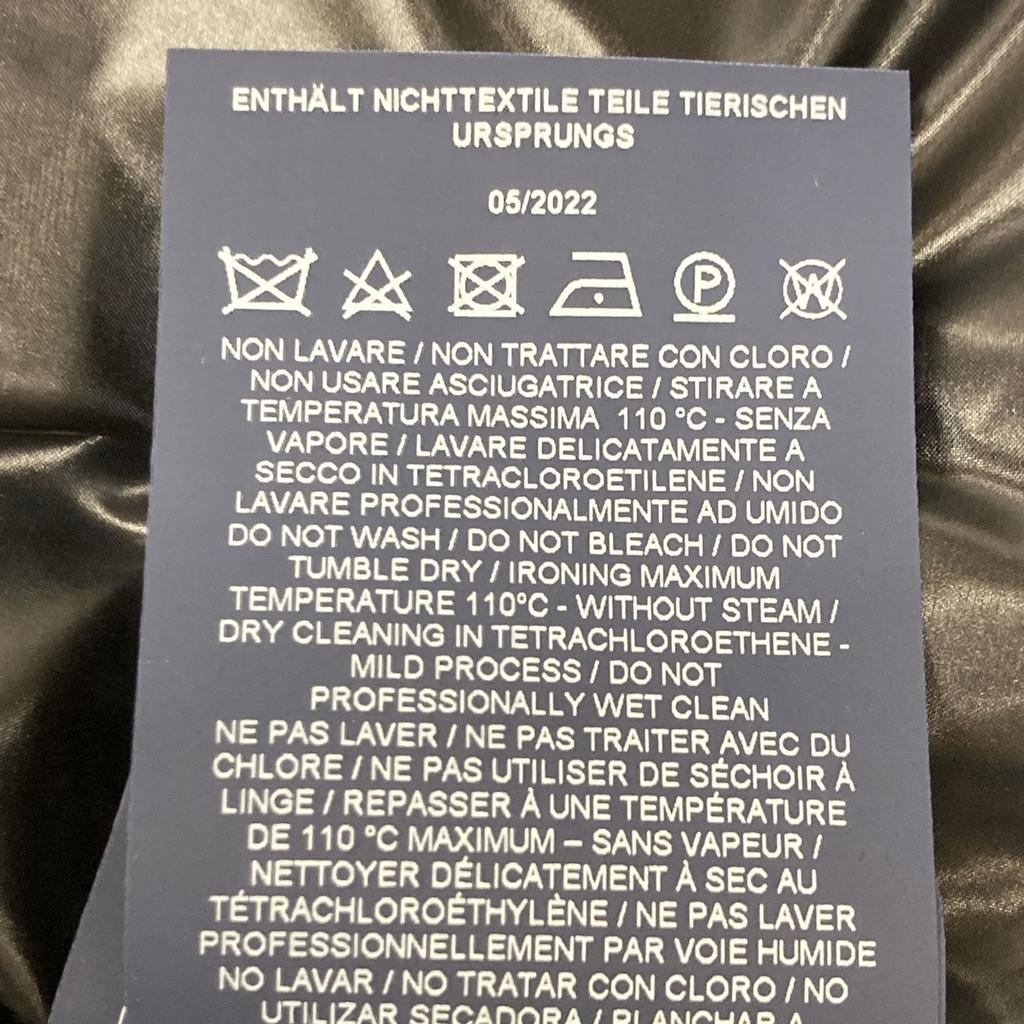 ENTHÄLT NICHTTEXTILE TEILE TIERISCHEN
URSPRUNGS
05/2022
P
W
NON LAVARE / NON TRATTARE CON CLORO /
NON USARE ASCIUGATRICE / STIRARE A
TEMPERATURA MASSIMA 110 °C - SENZA
VAPORE / LAVARE DELICATAMENTE A
SECCO IN TETRACLOROETILENE / NON
LAVARE PROFESSIONALMENTE AD UMIDO
DO NOT WASH / DO NOT BLEACH / DO NOT
TUMBLE DRY / IRONING MAXIMUM
TEMPERATURE 110°C - WITHOUT STEAM /
DRY CLEANING IN TETRACHLOROETHENE -
MILD PROCESS / DO NOT
PROFESSIONALLY WET CLEAN
NE PAS LAVER / NE PAS TRAITER AVEC DU
CHLORE / NE PAS UTILISER DE SÉCHOIR À
LINGE / REPASSER À UNE TEMPÉRATURE
DE 110 °C MAXIMUM – SANS VAPEUR /
NETTOYER DÉLICATEMENT À SEC AU
TÉTRACHLOROÉTHYLÈNE / NE PAS LAVER
PROFESSIONNELLEMENT PAR VOIE HUMIDE
NO LAVAR / NO TRATAR CON CLORO / NO
UTILIZAR SECADORA / PLANCHAR A